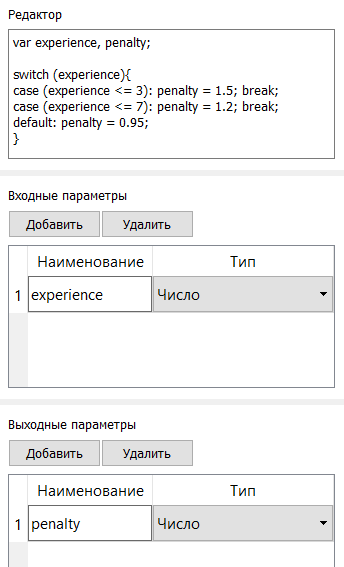 Редактор
var experience, penalty;
switch (experience){
case (experience <= 3): penalty = 1.5; break;
case (experience <= 7): penalty = 1.2; break;
default: penalty = 0.95;
}
Входные параметры
Добавить Удалить
Наименование Тип
1 experience Число
Выходные параметры
Добавить Удалить
Наименование Тип
1 penalty Число